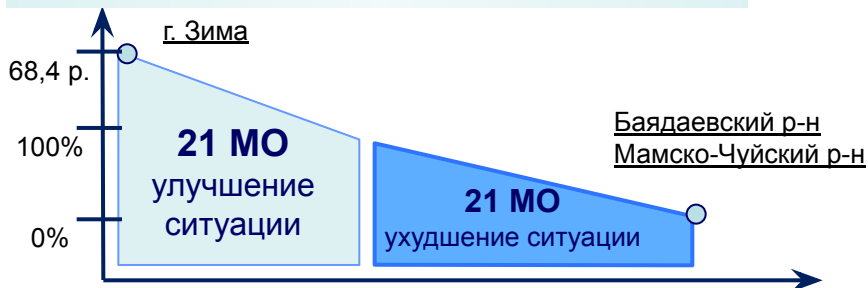 г. Зима
68,4 р.
100%
0%
21 МО
улучшение
ситуации
21 МО
ухудшение ситуации
Баядаевский р-н
Мамско-Чуйский р-н